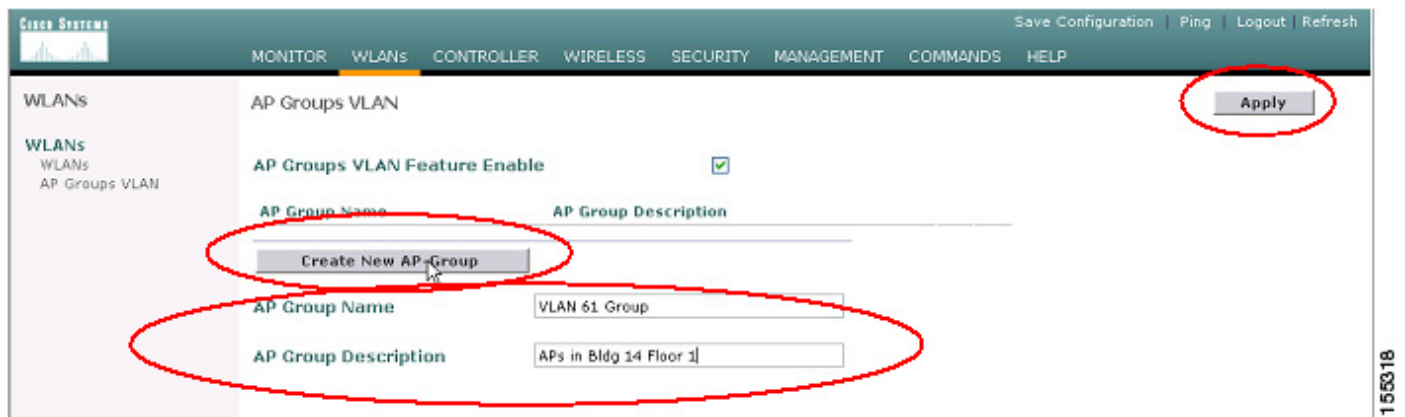 CISCO SYSTEMS
Save Configuration | Ping | Logout | Refresh
MONITOR WLANs CONTROLLER WIRELESS SECURITY MANAGEMENT COMMANDS HELP
WLANs
AP Groups VLAN
Apply
WLANs
WLANs
AP Groups VLAN
AP Groups VLAN Feature Enable
AP Group Name AP Group Description
Create New AP-Group
AP Group Name VLAN 61 Group
AP Group Description APs in Bldg 14 Floor 1
155318